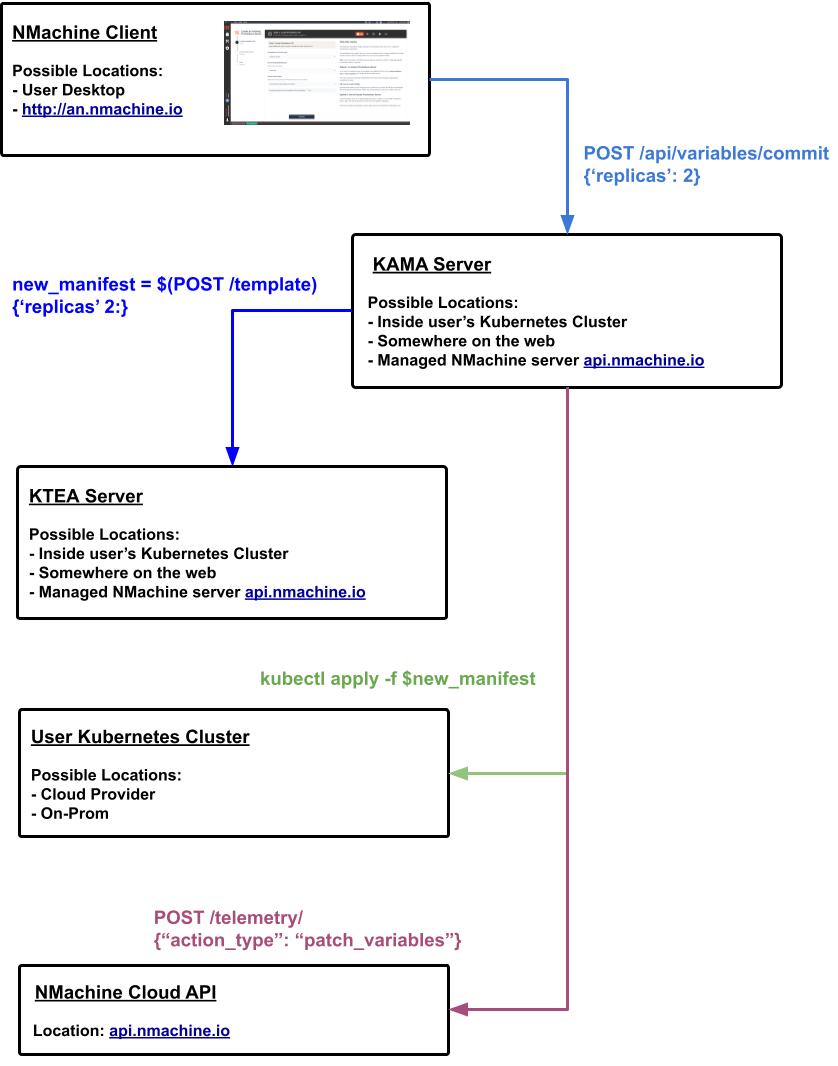 NMachine Client
Possible Locations:
- User Desktop
- http://an.nmachine.io
POST /api/variables/commit
{‘replicas’: 2}
KAMA Server
Possible Locations:
- Inside user’s Kubernetes Cluster
- Somewhere on the web
- Managed NMachine server api.nmachine.io
new_manifest = $(POST /template)
{‘replicas’ 2:}
KTEA Server
Possible Locations:
- Inside user’s Kubernetes Cluster
- Somewhere on the web
- Managed NMachine server api.nmachine.io
kubectl apply -f $new_manifest
User Kubernetes Cluster
Possible Locations:
- Cloud Provider
- On-Prom
POST /telemetry/
{“action_type”: “patch_variables”}
NMachine Cloud API
Location: api.nmachine.io